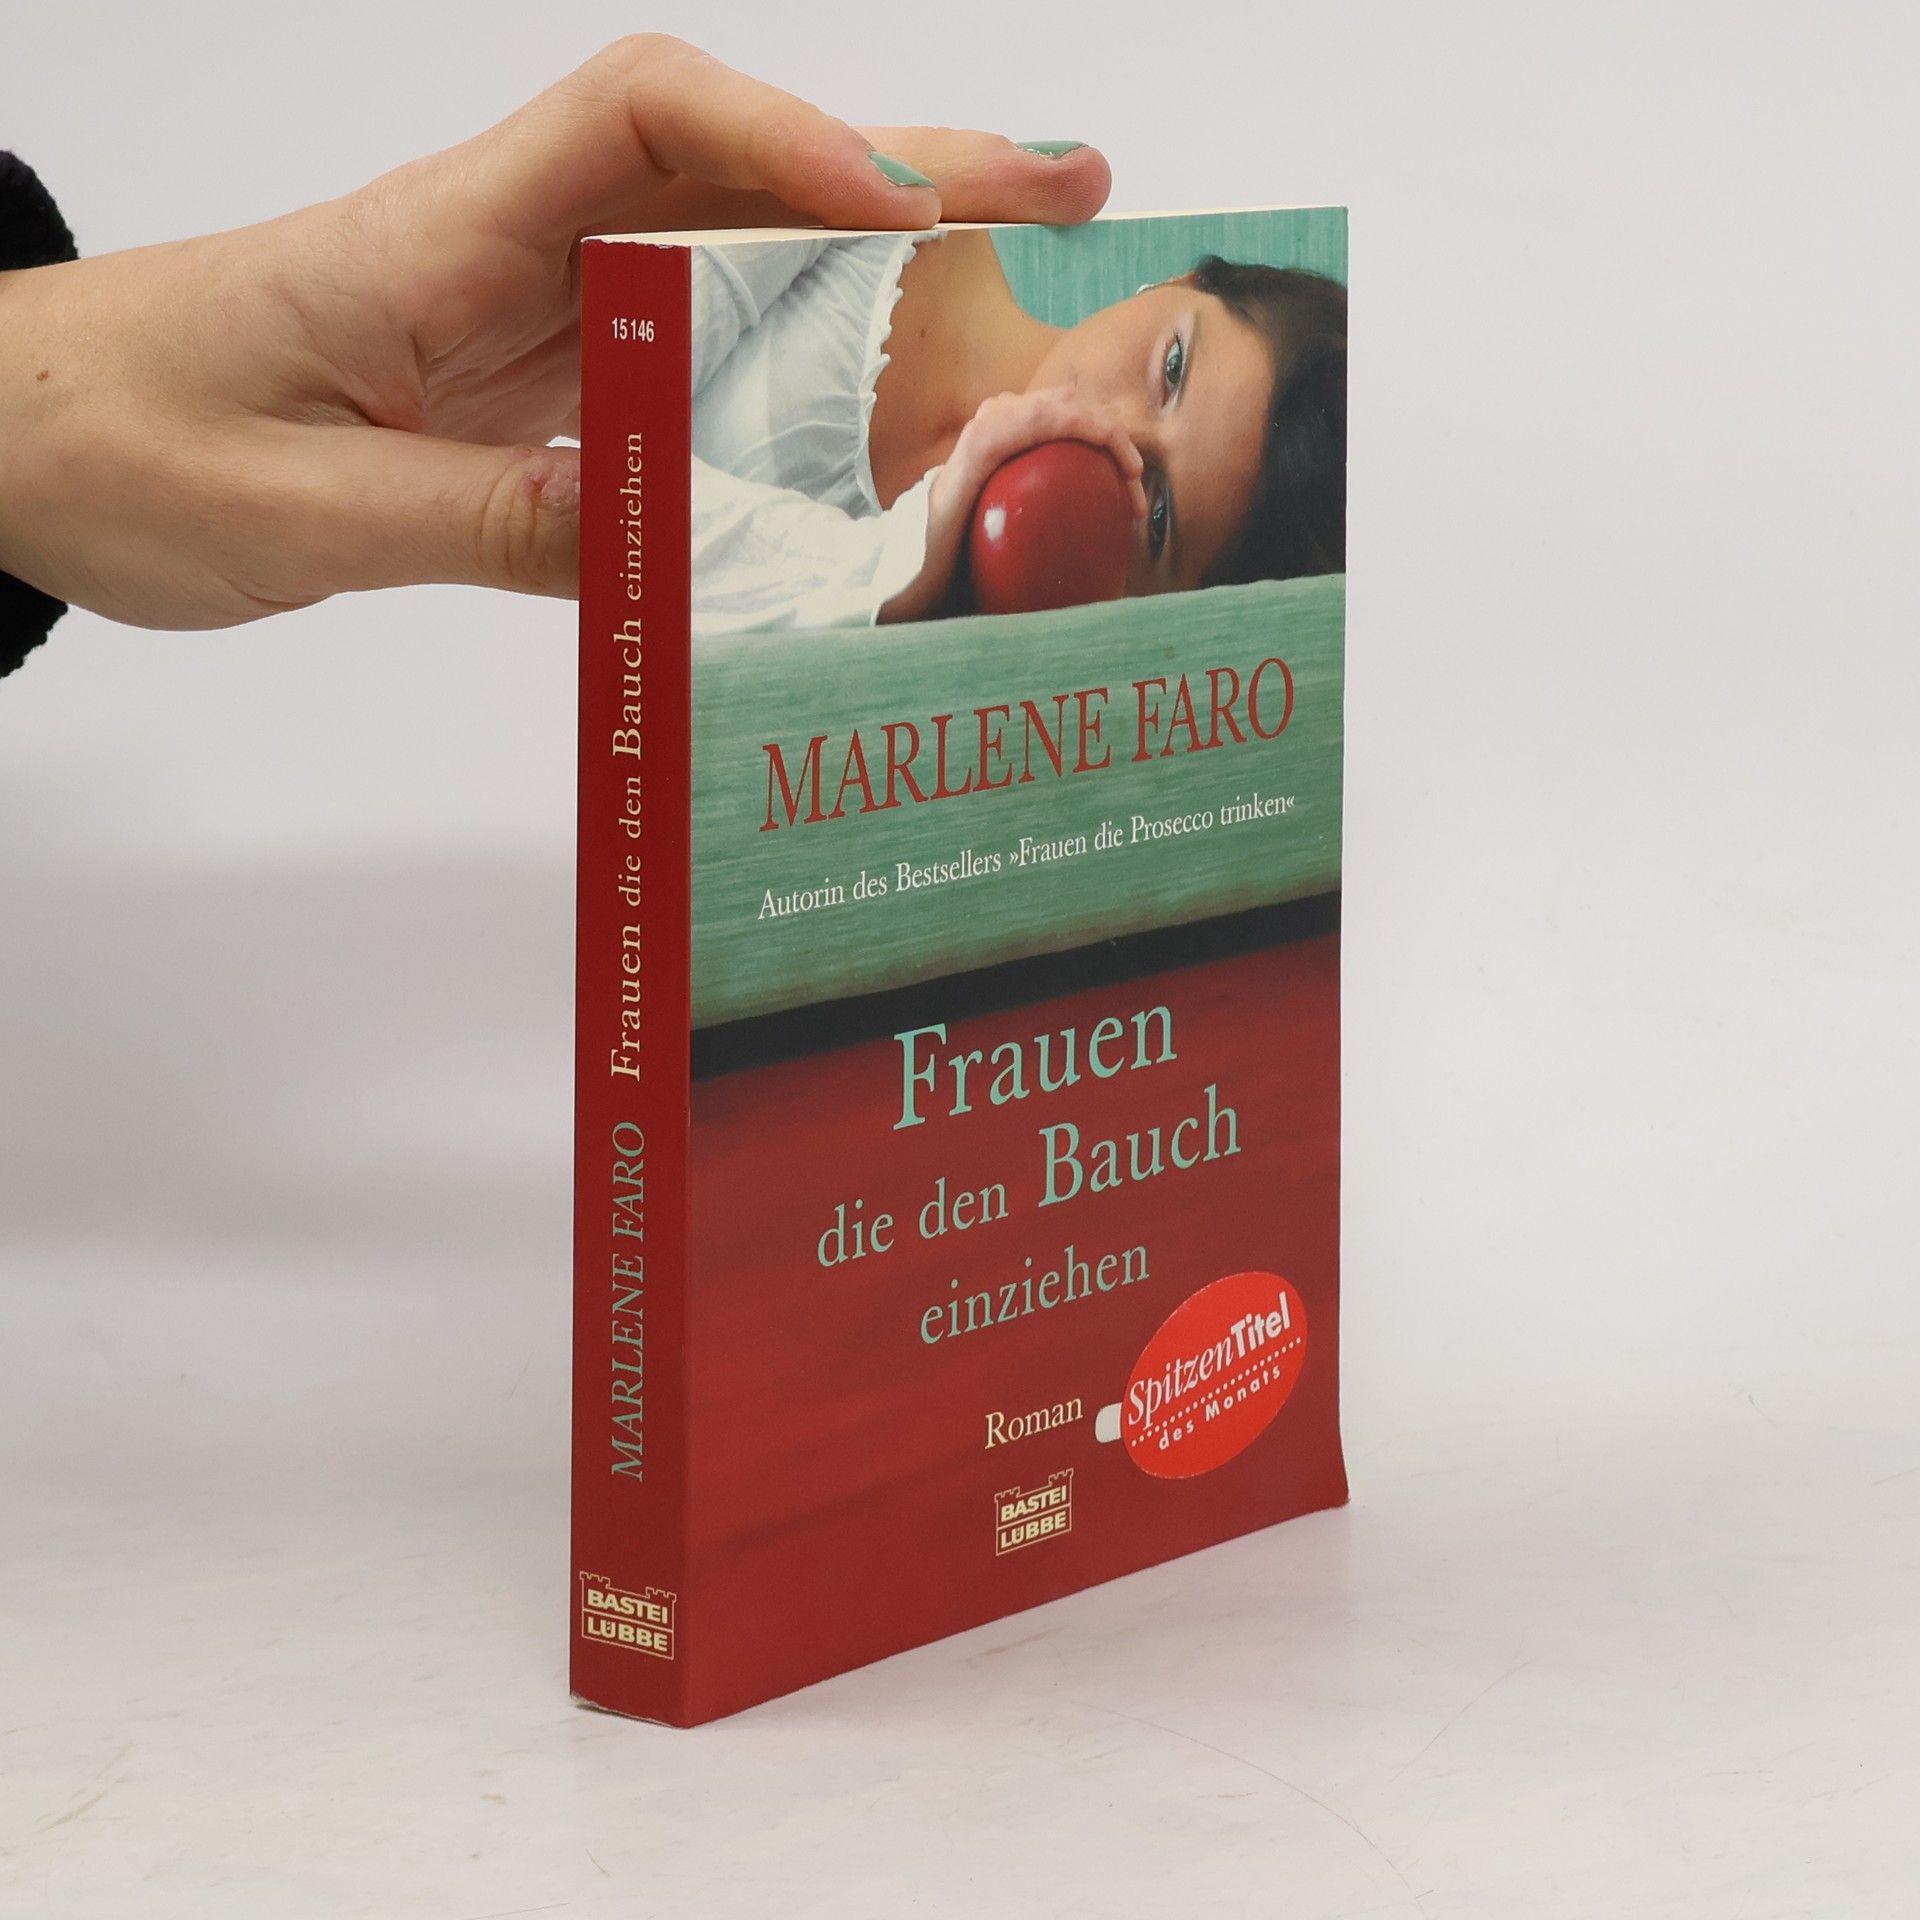 15 146
MARLENE FARO Frauen die den Bauch einziehen
BASTEI
LÜBBE
MARLENE FARO
Autorin des Bestsellers »Frauen die Prosecco trinken«
Frauen
die den Bauch
einziehen
Roman
SpitzenTitel
des Monats
BASTEI
LÜBBE